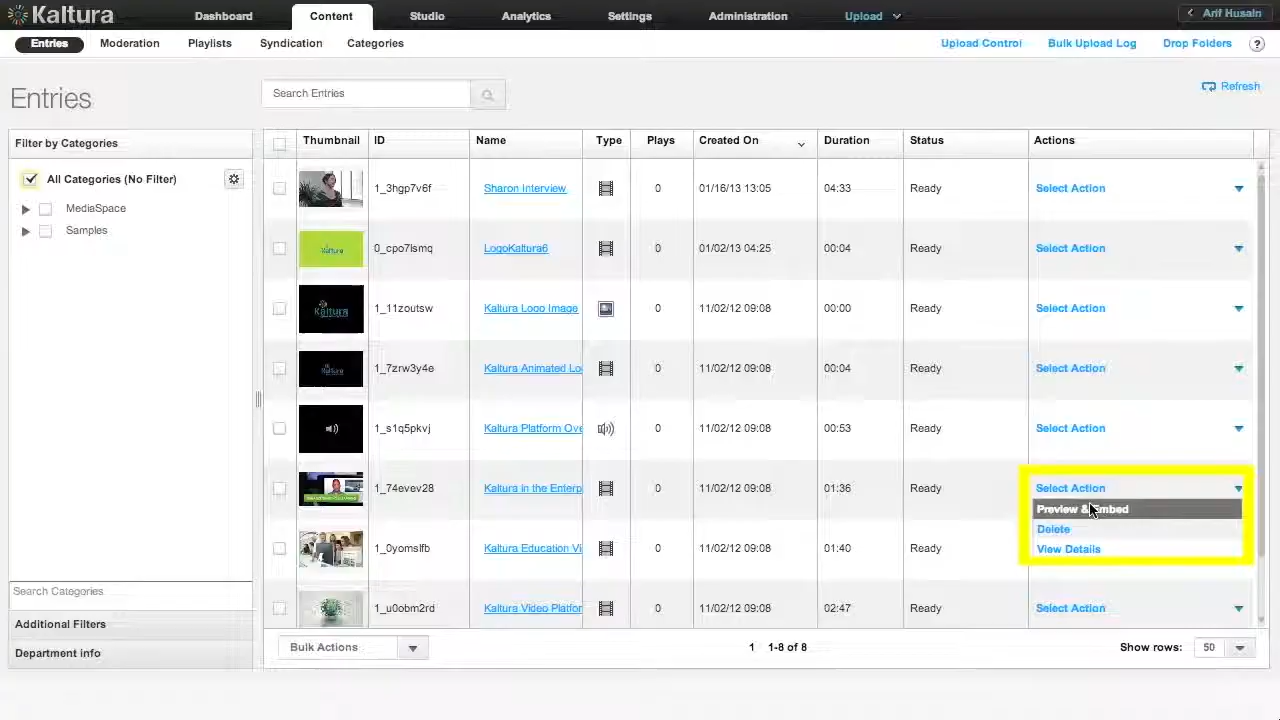 Kaltura Dashboard Content Studio Analytics Settings Administration Upload Arif Husain
Entries Moderation Playlists Syndication Categories Upload Control Bulk Upload Log Drop Folders ?
Entries Search Entries Refresh
Filter by Categories Thumbnail ID Name Type Plays Created On Duration Status Actions
All Categories (No Filter)
MediaSpace
Samples
1_3hgp7v6f Sharon Interview 0 01/16/13 13:05 04:33 Ready Select Action
Kaltura 0_cpo7lsmq LogoKaltura6 0 01/02/13 04:25 00:04 Ready Select Action
Kaltura 1_11zoutsw Kaltura Logo Image 0 11/02/12 09:08 00:00 Ready Select Action
Kaltura 1_7znw3y4e Kaltura Animated Lo 0 11/02/12 09:08 00:04 Ready Select Action
1_s1q5pkvj Kaltura Platform Ove 0 11/02/12 09:08 00:53 Ready Select Action
1_74evev28 Kaltura in the Enterp 0 11/02/12 09:08 01:36 Ready Select Action
Preview & Embed
Delete
1_0yomslfb Kaltura Education Vi 0 11/02/12 09:08 01:40 Ready View Details
1_u0obm2rd Kaltura Video Platfor 0 11/02/12 09:08 02:47 Ready Select Action
Search Categories
Additional Filters
Department info
Bulk Actions 1 1-8 of 8 Show rows: 50